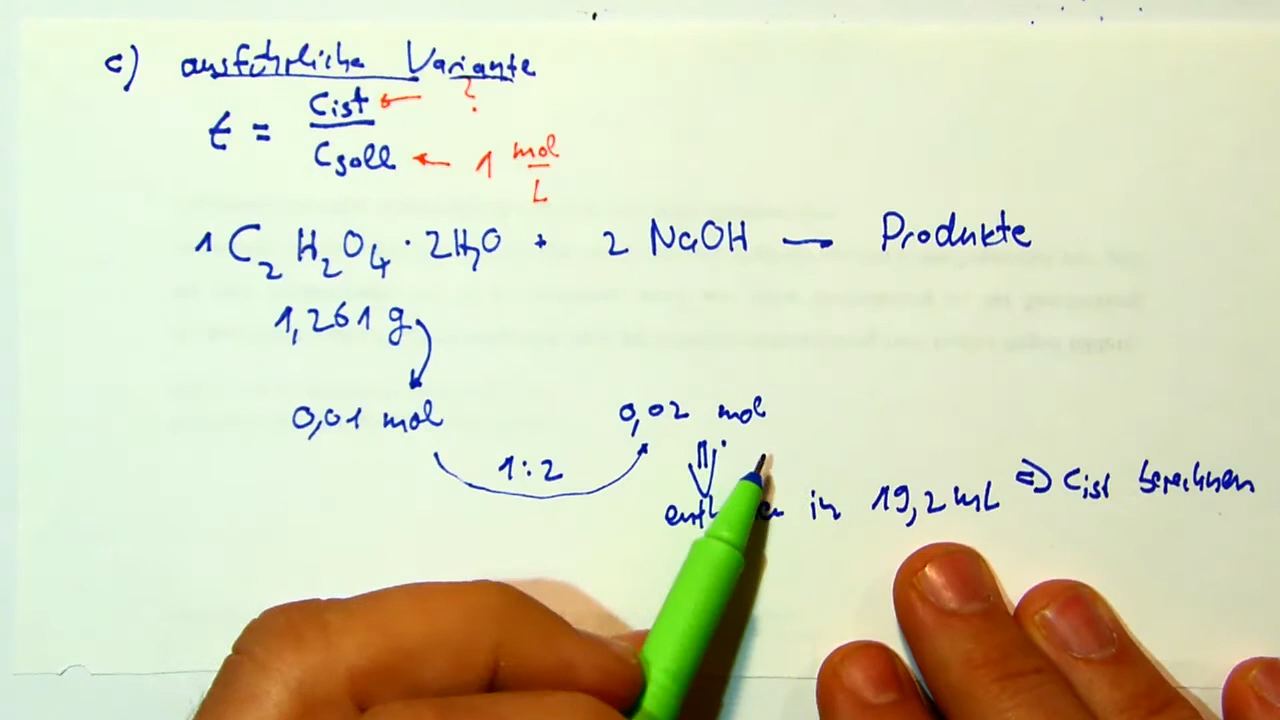 c) ausführliche Variante
t = cist / csoll ← ?
← 1 mol/L
1 C₂H₂O₄ · 2H₂O + 2 NaOH → Produkte
1,261 g
0,01 mol 0,02 mol
1:2
in 19,2 mL ⇒ cist berechnen